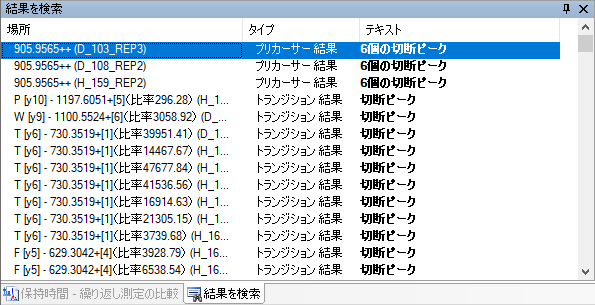 結果を検索
場所 タイプ テキスト
905.9565++ (D_103_REP3) プリカーサー 結果 6個の切断ピーク
905.9565++ (D_108_REP2) プリカーサー 結果 6個の切断ピーク
905.9565++ (H_159_REP2) プリカーサー 結果 6個の切断ピーク
P [y10] - 1197.6051+[5](比率296.28) (H_1... トランジション 結果 切断ピーク
W [y9] - 1100.5524+[6](比率3058.92) (D_... トランジション 結果 切断ピーク
T [y6] - 730.3519+[1](比率39951.41) (D_1... トランジション 結果 切断ピーク
T [y6] - 730.3519+[1](比率14467.67) (H_1... トランジション 結果 切断ピーク
T [y6] - 730.3519+[1](比率47677.84) (H_1... トランジション 結果 切断ピーク
T [y6] - 730.3519+[1](比率41536.56) (H_1... トランジション 結果 切断ピーク
T [y6] - 730.3519+[1](比率16914.63) (H_1... トランジション 結果 切断ピーク
T [y6] - 730.3519+[1](比率21305.15) (H_1... トランジション 結果 切断ピーク
T [y6] - 730.3519+[1](比率3739.68) (H_16... トランジション 結果 切断ピーク
F [y5] - 629.3042+[4](比率3928.79) (H_16... トランジション 結果 切断ピーク
F [y5] - 629.3042+[4](比率6538.54) (H_16... トランジション 結果 切断ピーク
保持時間 - 繰り返し測定の比較 結果を検索